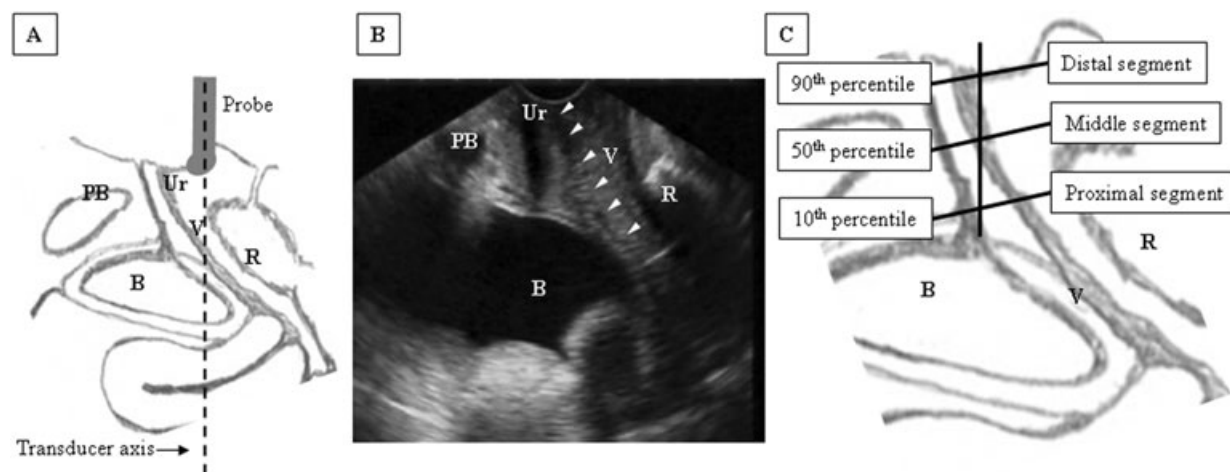 A
Probe
Ur
PB
V
R
B
Transducer axis
B
Ur
PB
V
R
B
C
90th percentile
Distal segment
50th percentile
Middle segment
10th percentile
Proximal segment
R
B
V